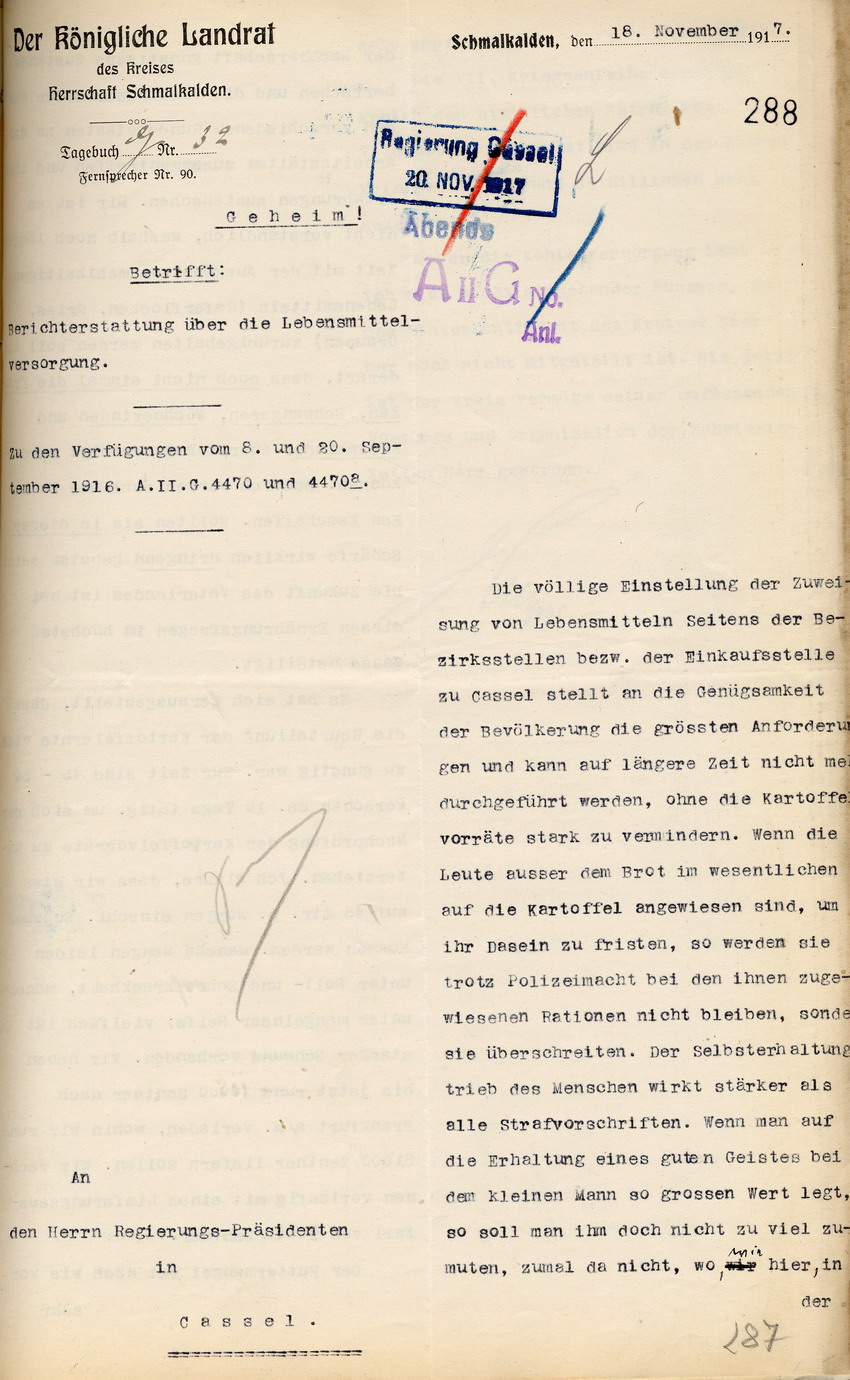 Der Königliche Landrat
des Kreises
Herrschaft Schmalkalden.
Tagebuch Nr. 32
Fernsprecher Nr. 90.
Schmalkalden, den 18. November 1917.
288
Regierung Cassel
20. NOV. 1917
Abends
A II G No.
Anl.
Geheim!
Betrifft:
Berichterstattung über die Lebensmittel-
versorgung.
Zu den Verfügungen vom 8. und 20. Sep-
tember 1916. A.II.G.4470 und 4470a.
Die völlige Einstellung der Zuwei-
sung von Lebensmitteln Seitens der Be-
zirksstellen bezw. der Einkaufsstelle
zu Cassel stellt an die Genügsamkeit
der Bevölkerung die grössten Anforderu
gen und kann auf längere Zeit nicht me
durchgeführt werden, ohne die Kartoffe
vorräte stark zu vermindern. Wenn die
Leute ausser dem Brot im wesentlichen
auf die Kartoffel angewiesen sind, um
ihr Dasein zu fristen, so werden sie
trotz Polizeimacht bei den ihnen zuge-
wiesenen Rationen nicht bleiben, sonde
sie überschreiten. Der Selbsterhaltung
trieb des Menschen wirkt stärker als
alle Strafvorschriften. Wenn man auf
die Erhaltung eines guten Geistes bei
dem kleinen Mann so grossen Wert legt,
so soll man ihm doch nicht zu viel zu-
muten, zumal da nicht, wo, wir hier, in
der
An
den Herrn Regierungs-Präsidenten
in
Cassel.
287